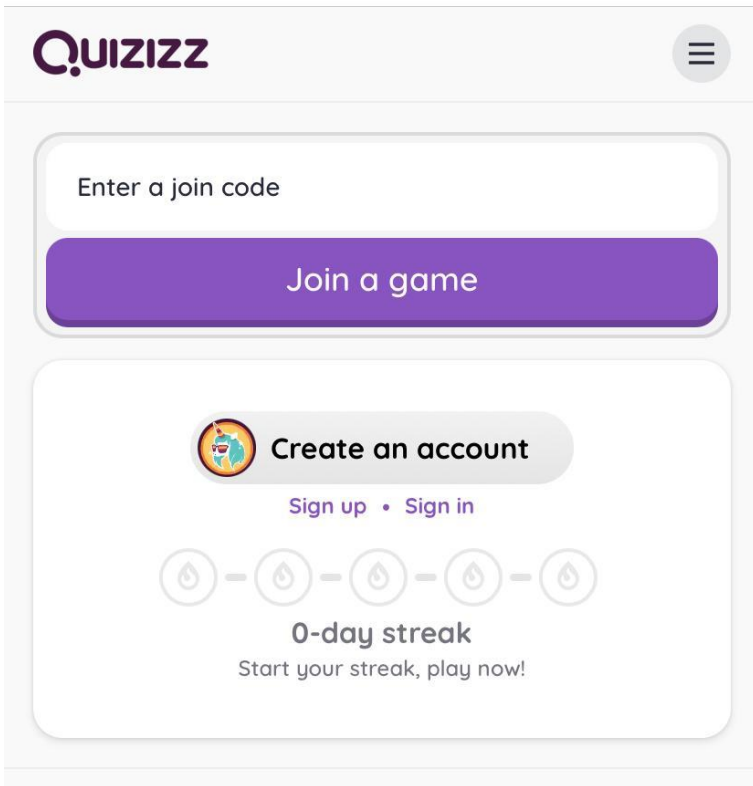 Quizizz
Enter a join code
Join a game
Create an account
Sign up • Sign in
0-day streak
Start your streak, play now!